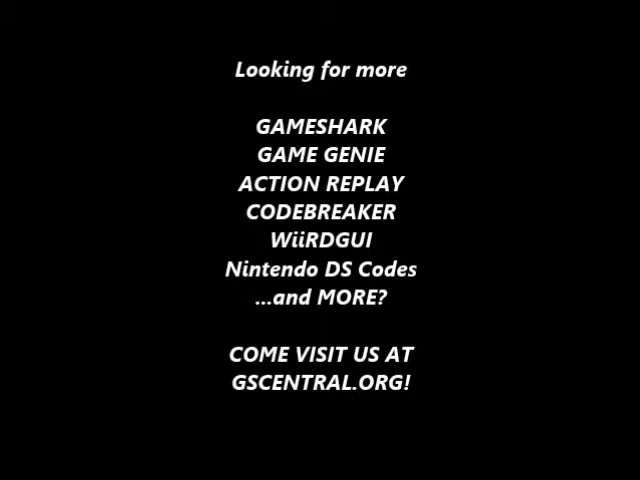 Looking for more
GAMESHARK
GAME GENIE
ACTION REPLAY
CODEBREAKER
WiiRDGUI
Nintendo DS Codes
...and MORE?
COME VISIT US AT
GSCENTRAL.ORG!